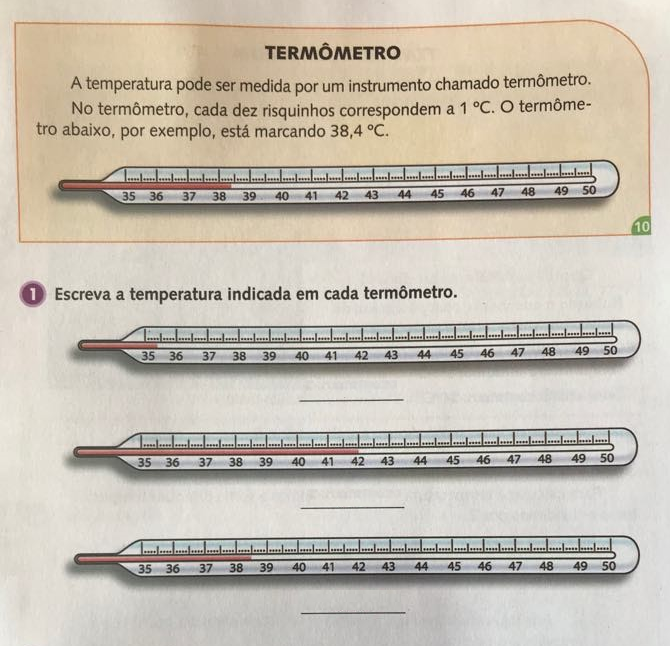 TERMÔMETRO
A temperatura pode ser medida por um instrumento chamado termômetro.
No termômetro, cada dez risquinhos correspondem a 1 ºC. O termôme-
tro abaixo, por exemplo, está marcando 38,4 ºC.
35 36 37 38 39 40 41 42 43 44 45 46 47 48 49 50
10
1 Escreva a temperatura indicada em cada termômetro.
35 36 37 38 39 40 41 42 43 44 45 46 47 48 49 50
35 36 37 38 39 40 41 42 43 44 45 46 47 48 49 50
35 36 37 38 39 40 41 42 43 44 45 46 47 48 49 50